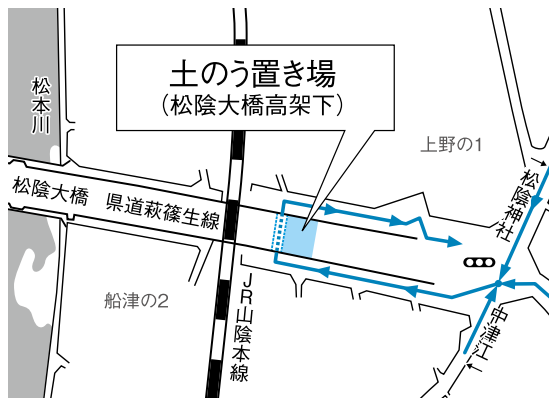 土のう置き場
(松陰大橋高架下)
松本川
上野の1
松陰神社
松陰大橋 県道萩篠生線
船津の2
JR山陰本線
中津江